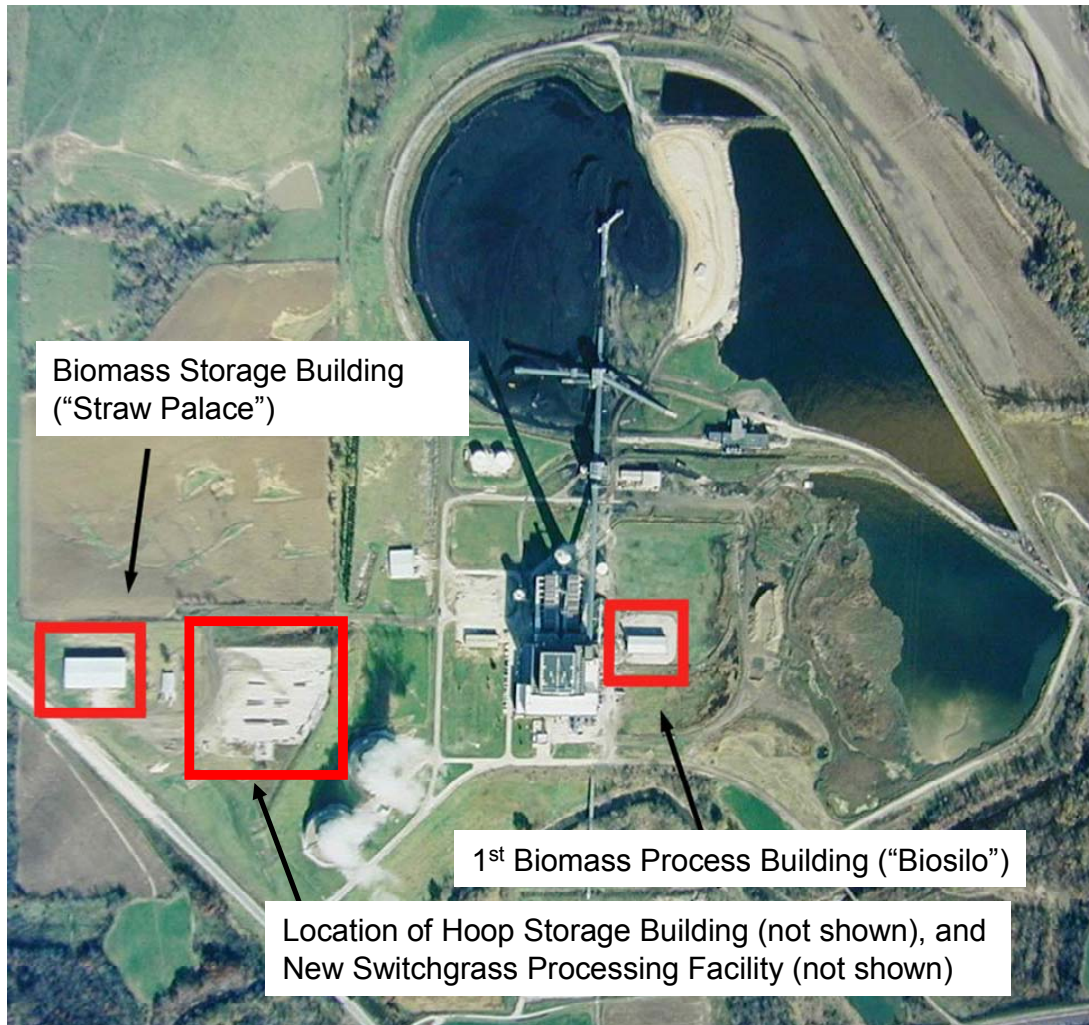 Biomass Storage Building
(“Straw Palace”)
1st Biomass Process Building (“Biosilo”)
Location of Hoop Storage Building (not shown), and
New Switchgrass Processing Facility (not shown)